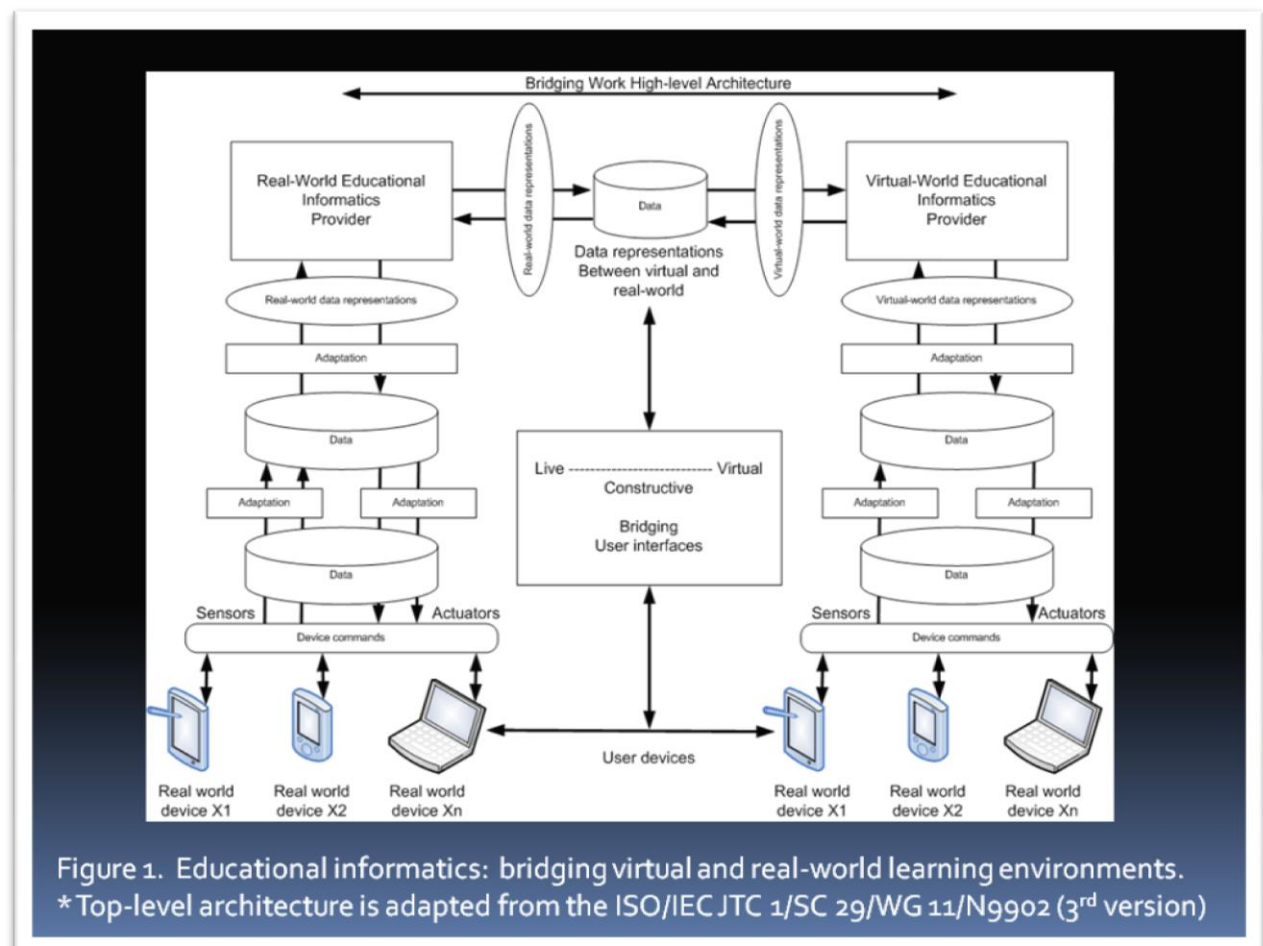 Bridging Work High-level Architecture
Real-World Educational
Informatics
Provider
Real-world data representations
Data
Data representations
Between virtual and
real-world
Virtual-world data representations
Virtual-World Educational
Informatics
Provider
Real-world data representations
Adaptation
Data
Adaptation
Adaptation
Data
Sensors
Actuators
Device commands
Real world
device X1
Real world
device X2
Real world
device Xn
Live --------------------------- Virtual
Constructive
Bridging
User interfaces
User devices
Virtual-world data representations
Adaptation
Data
Adaptation
Adaptation
Data
Sensors
Actuators
Device commands
Real world
device X1
Real world
device X2
Real world
device Xn
Figure 1. Educational informatics: bridging virtual and real-world learning environments.
* Top-level architecture is adapted from the ISO/IEC JTC 1/SC 29/WG 11/N9902 (3rd version)